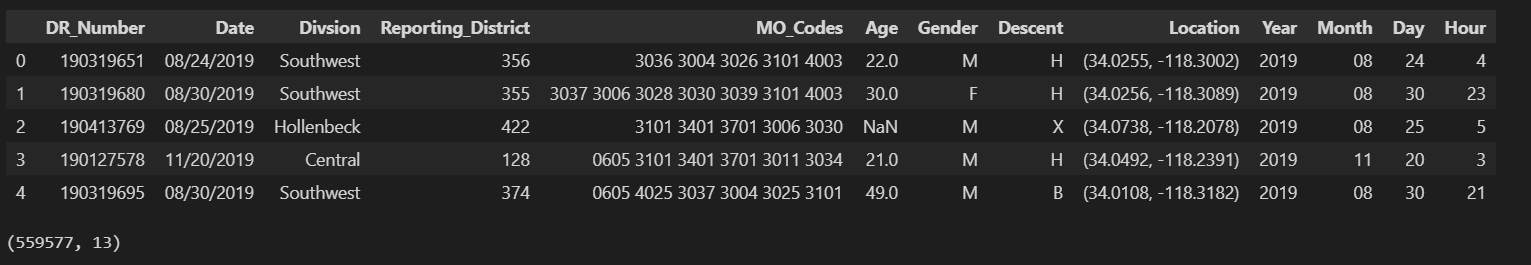 DR_Number Date Divsion Reporting_District MO_Codes Age Gender Descent Location Year Month Day Hour
0 190319651 08/24/2019 Southwest 356 3036 3004 3026 3101 4003 22.0 M H (34.0255, -118.3002) 2019 08 24 4
1 190319680 08/30/2019 Southwest 355 3037 3006 3028 3030 3039 3101 4003 30.0 F H (34.0256, -118.3089) 2019 08 30 23
2 190413769 08/25/2019 Hollenbeck 422 3101 3401 3701 3006 3030 NaN M X (34.0738, -118.2078) 2019 08 25 5
3 190127578 11/20/2019 Central 128 0605 3101 3401 3701 3011 3034 21.0 M H (34.0492, -118.2391) 2019 11 20 3
4 190319695 08/30/2019 Southwest 374 0605 4025 3037 3004 3025 3101 49.0 M B (34.0108, -118.3182) 2019 08 30 21
(559577, 13)